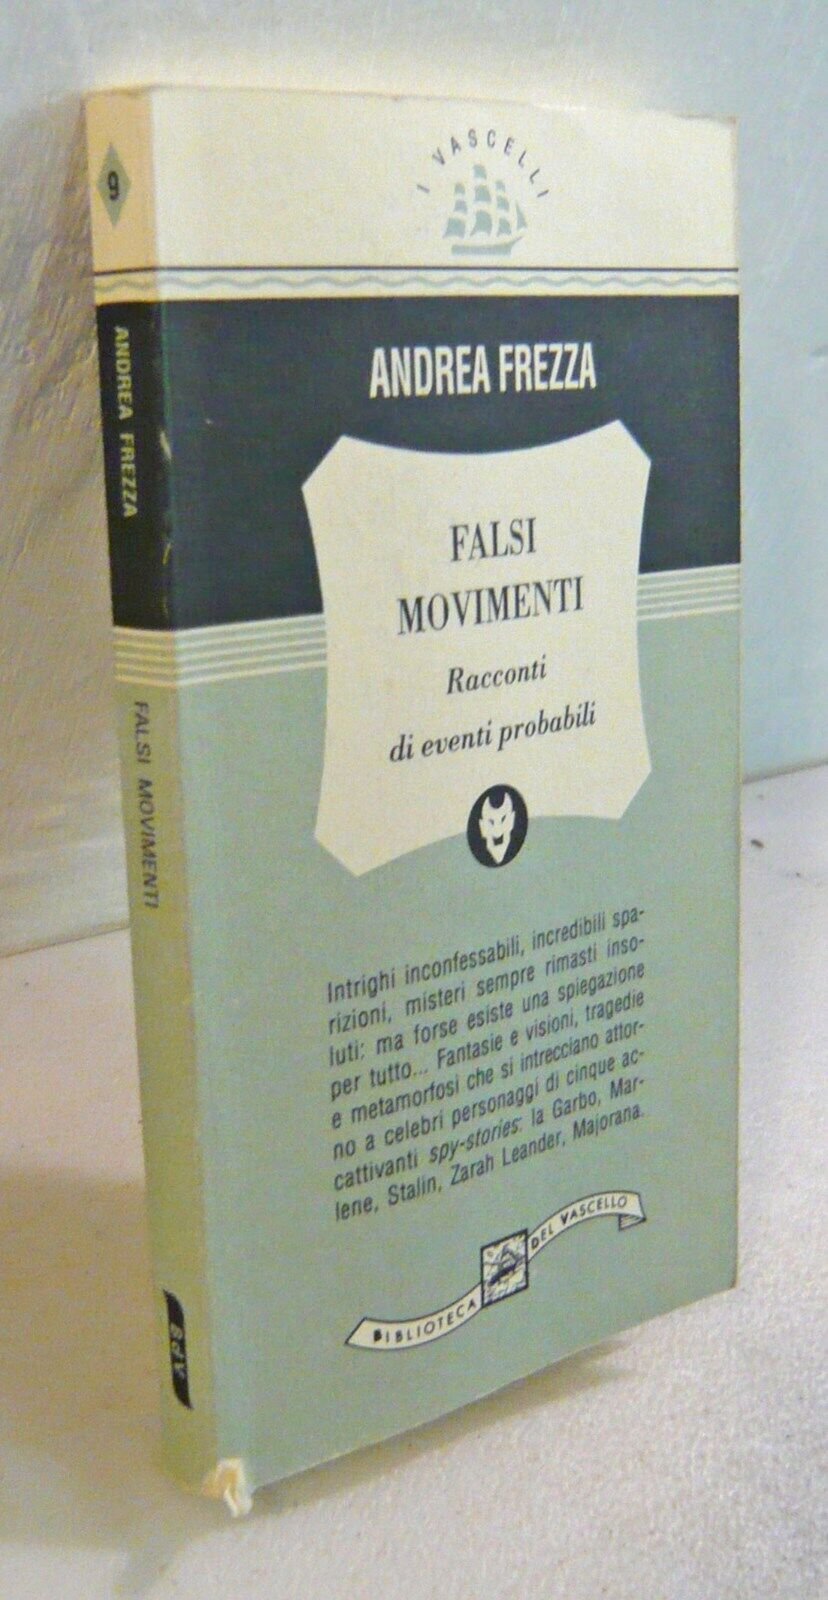 I VASCELLI
ANDREA FREZZA
FALSI
MOVIMENTI
Racconti
di eventi probabili
Intrighi inconfessabili, incredibili spa-
rizioni, misteri sempre rimasti inso-
luti: ma forse esiste una spiegazione
per tutto... Fantasie e visioni, tragedie
e metamorfosi che si intrecciano attor-
no a celebri personaggi di cinque ac-
cattivanti spy-stories: la Garbo, Mar-
lene, Stalin, Zarah Leander, Majorana.
BIBLIOTECA DEL VASCELLO
9
ANDREA FREZZA
FALSI MOVIMENTI
BdV